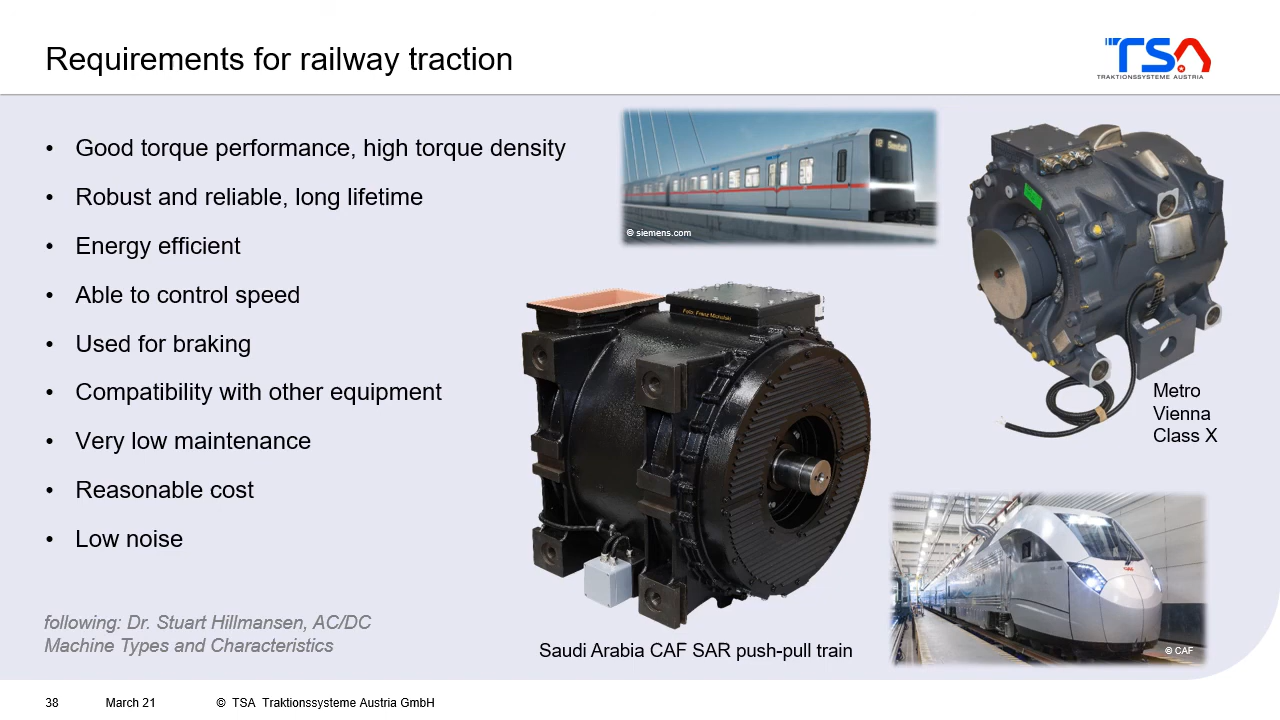 Requirements for railway traction
TSA
TRAKTIONSSYSTEME AUSTRIA
• Good torque performance, high torque density
• Robust and reliable, long lifetime
• Energy efficient
• Able to control speed
• Used for braking
• Compatibility with other equipment
• Very low maintenance
• Reasonable cost
• Low noise
following: Dr. Stuart Hillmansen, AC/DC
Machine Types and Characteristics
© siemens.com
U2
Metro
Vienna
Class X
Saudi Arabia CAF SAR push-pull train
CAF
© CAF
38 March 21 © TSA Traktionssysteme Austria GmbH